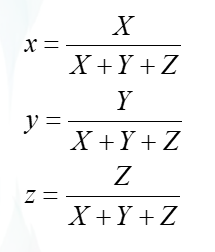 x = X / (X + Y + Z)
y = Y / (X + Y + Z)
z = Z / (X + Y + Z)